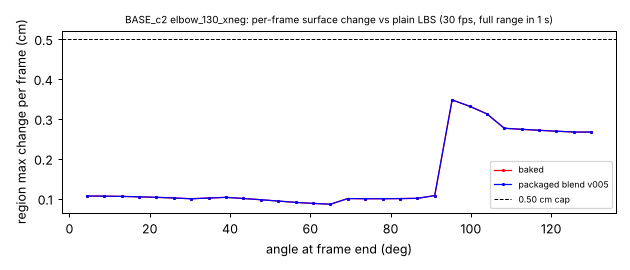 BASE_c2 elbow_130_xneg: per-frame surface change vs plain LBS (30 fps, full range in 1 s)
region max change per frame (cm)
0.5
0.4
0.3
0.2
0.1
baked
packaged blend v005
0.50 cm cap
0 20 40 60 80 100 120
angle at frame end (deg)